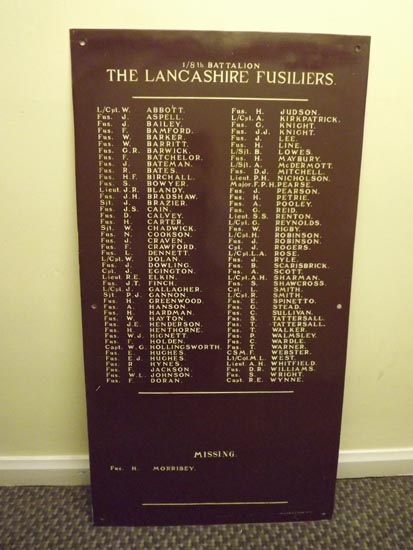 1/8th BATTALION
THE LANCASHIRE FUSILIERS.
L/Cpl. W. ABBOTT.
Fus. J. ASPELL.
Fus. J. BAILEY.
Fus. F. BAMFORD.
Fus. W. BARKER.
Fus. W. BARRITT.
Fus. G.R. BARWICK.
Fus. F. BATCHELOR.
Fus. J. BATEMAN.
Fus. R. BATES.
Fus. H.F. BIRCHALL.
Fus. S. BOWYER.
Lieut. J.R. BLANDY.
Fus. J.H. BRADSHAW.
Sjt. J. BRAZIER.
Fus. J.S. CAIN.
Fus. D. CALVEY.
Fus. H. CARTER.
Sjt. W. CHADWICK.
Fus. N. COOKSON.
Fus. J. CRAVEN.
Fus. F. CRAWFORD.
Fus. L. DENNETT.
L/Cpl. W. DOLAN.
Fus. J. DOWLING.
Cpl. J. EGINGTON.
Lieut. R.E. ELKIN.
Fus. J.T. FINCH.
L/Cpl. J. GALLAGHER.
Sjt. P.J. GANNON.
Fus. H. GREENWOOD.
Fus. A. HANSON.
Fus. H. HARDMAN.
Fus. W. HAYTON.
Fus. J.E. HENDERSON.
Fus. H. HENTHORNE.
Fus. W.J. HIGNETT.
Fus. F. HOLDEN.
Capt. W.G. HOLLINGSWORTH.
Fus. E. HUGHES.
Fus. E.J. HUGHES.
Fus. R. HYNES.
Fus. F. JACKSON.
Fus. W.L. JOHNSON.
Fus. F. DORAN.
Fus. H. JUDSON.
L/Cpl. A. KIRKPATRICK.
Fus. G. KNIGHT.
Fus. J.J. KNIGHT.
Fus. J. LEE.
Fus. H. LINE.
L/Sjt. B. LOWES.
Fus. H. MAYBURY.
L/Sjt. A. McDERMOTT.
Fus. D.J. MITCHELL.
Lieut. P.H. NICHOLSON.
Major. F.P.H. PEARSE.
Fus. J. PEARSON.
Fus. H. PETRIE.
Fus. A. POOLEY.
Fus. F. REID.
Lieut. S.S. RENTON.
L/Cpl. G. REYNOLDS.
Fus. W. RIGBY.
L/Cpl. H. ROBINSON.
Fus. J. ROBINSON.
Cpl. J. ROGERS.
L/Cpl. L.A. ROSE.
Fus. F. RYLE.
Fus. B. SCARISBRICK.
Fus. A. SCOTT.
L/Cpl. A.H. SHARMAN.
Fus. S. SHAWCROSS.
Cpl. L. SMITH.
L/Cpl. R. SMITH.
Fus. E. SPINETTO.
Fus. C. STEAD.
Fus. C. SULLIVAN.
Fus. S. TATTERSALL.
Fus. T. TATTERSALL.
Fus. T. WALKER.
Fus. R. WALMSLEY.
Fus. C. WARDLE.
Fus. T. WARNER.
CSM. F. WEBSTER.
Lt/Col. M.L. WEST.
Lieut. A.H. WHITFIELD.
Fus. D.R. WILLIAMS.
Fus. S. WRIGHT.
Capt. R.E. WYNNE.
MISSING.
Fus. H. MORRISEY.